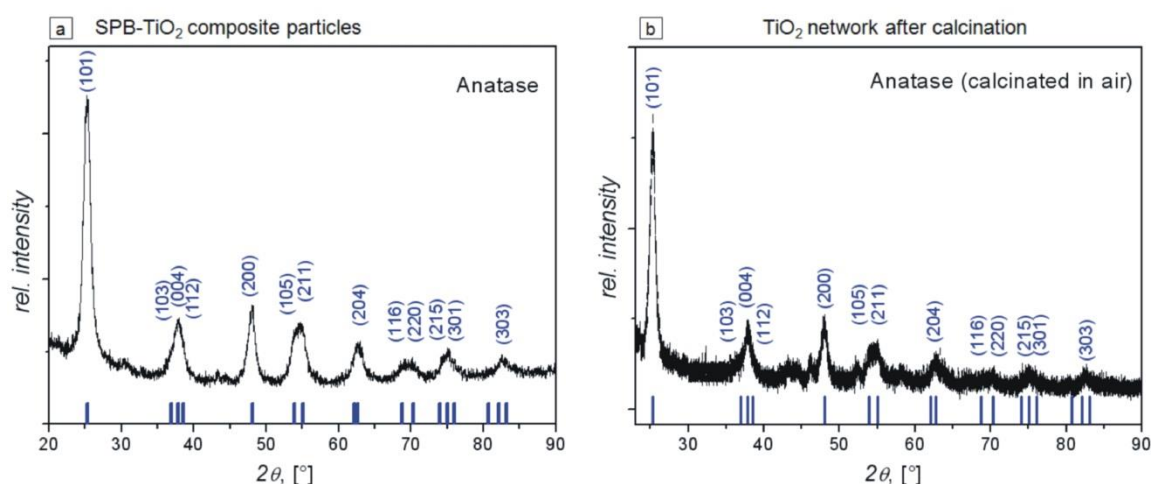 a SPB-TiO₂ composite particles
Anatase
rel. intensity
(101)
(103)
(004)
(112)
(200)
(105)
(211)
(204)
(116)
(220)
(215)
(301)
(303)
20 30 40 50 60 70 80 90
2θ, [°]
b TiO₂ network after calcination
Anatase (calcinated in air)
rel. intensity
(101)
(103)
(004)
(112)
(200)
(105)
(211)
(204)
(116)
(220)
(215)
(301)
(303)
30 40 50 60 70 80 90
2θ, [°]